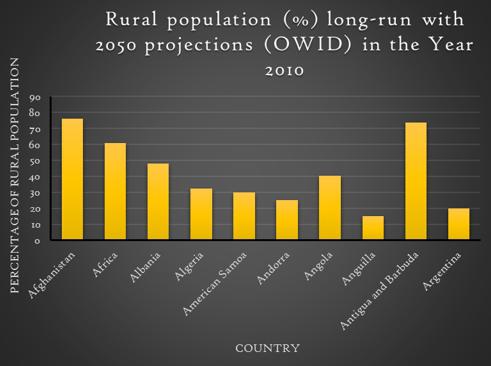 Rural population (%) long-run with
2050 projections (OWID) in the Year
2010
PERCENTAGE OF RURAL POPULATION
90
80
70
60
50
40
30
20
10
0
Afghanistan
Africa
Albania
Algeria
American Samoa
Andorra
Angola
Anguilla
Antigua and Barbuda
Argentina
COUNTRY